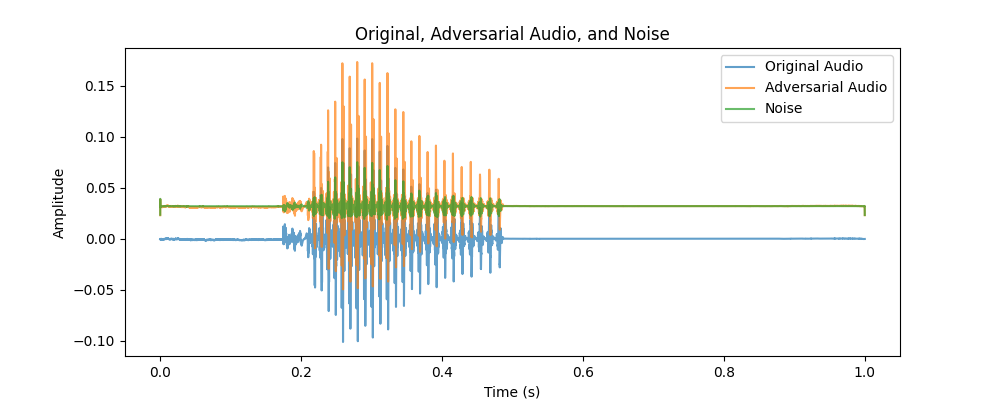 Original, Adversarial Audio, and Noise
Original Audio
Adversarial Audio
Noise
0.15
0.10
0.05
0.00
−0.05
−0.10
Amplitude
0.0 0.2 0.4 0.6 0.8 1.0
Time (s)